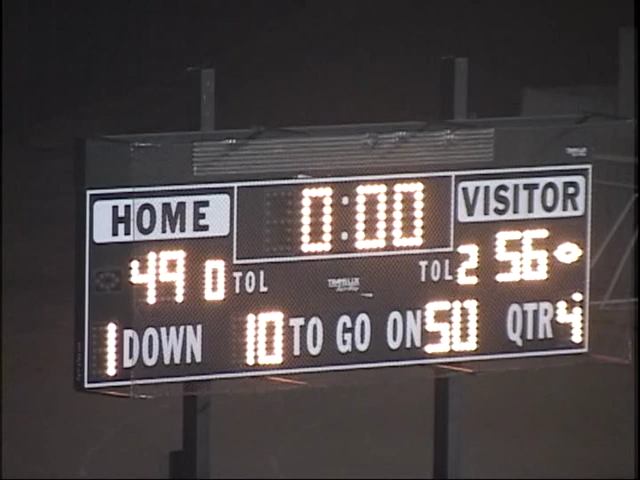 HOME 0:00 VISITOR
49 0 TOL TOL 2 56
1 DOWN 10 TO GO ON 50 QTR 4